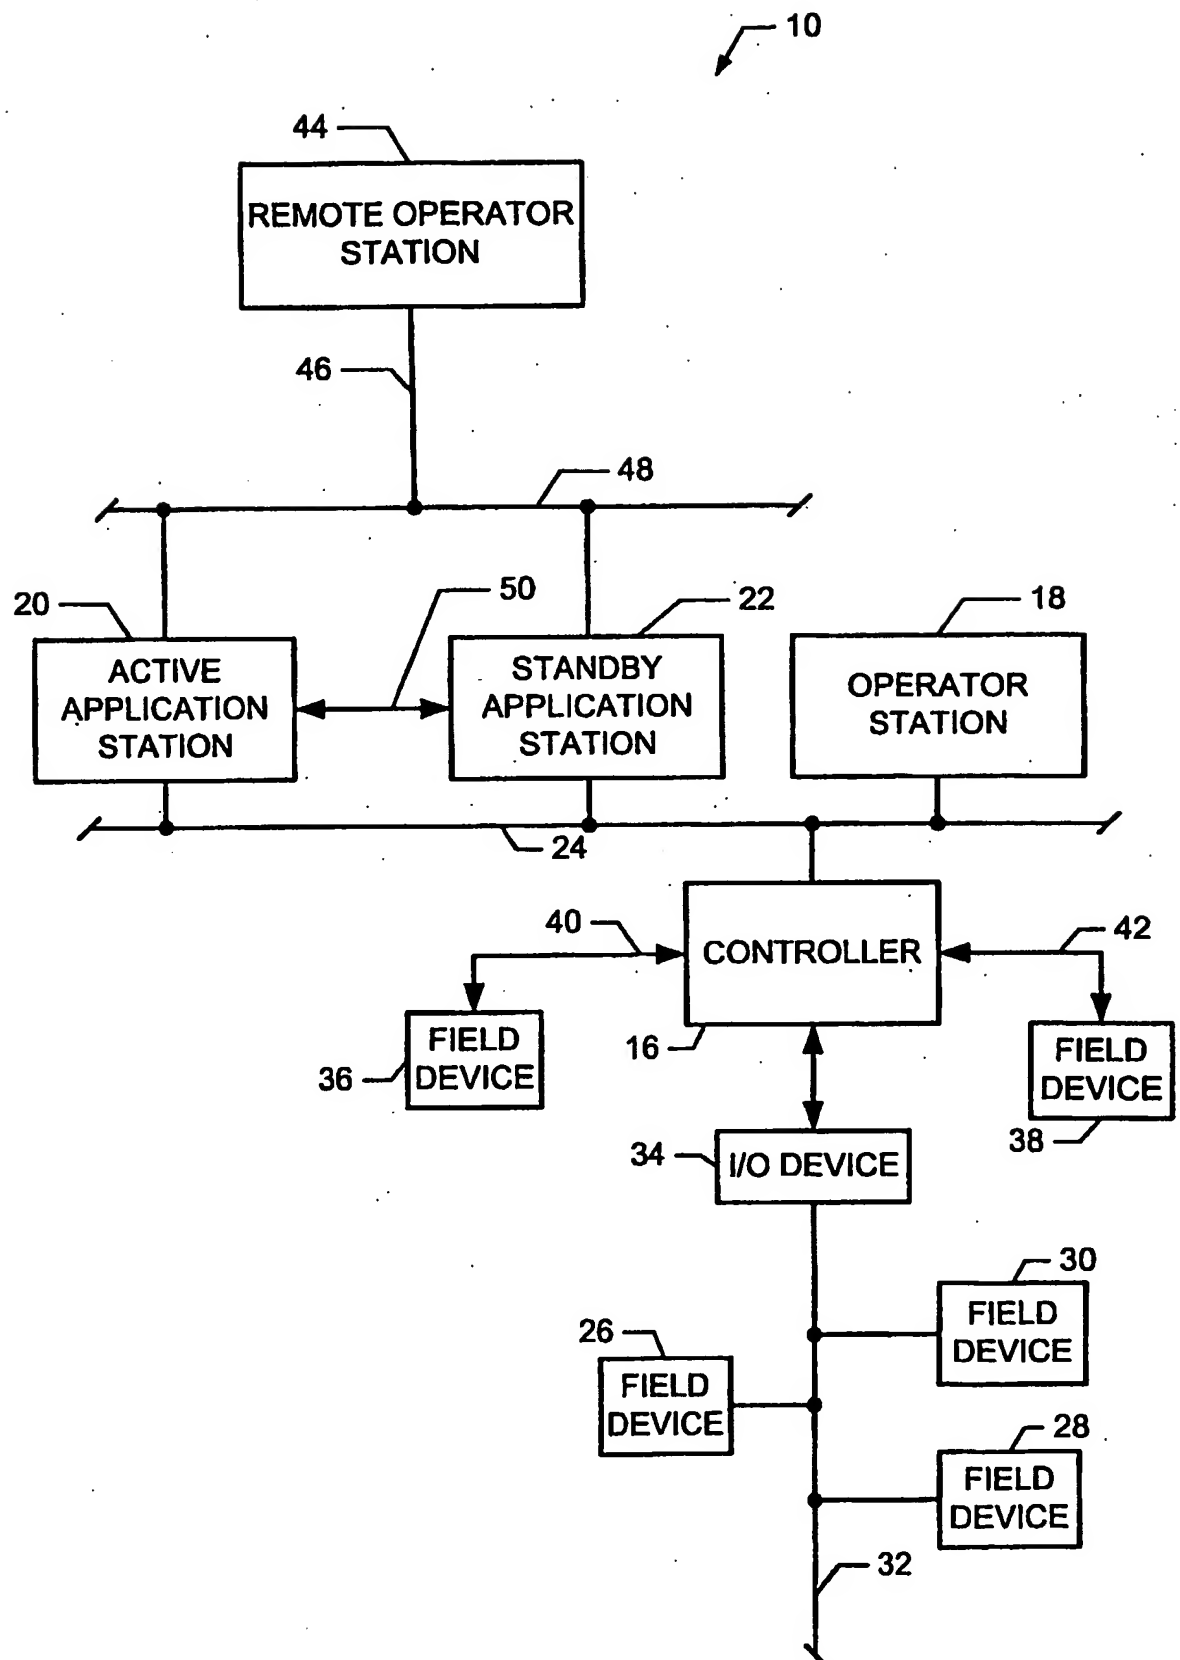 10
44
REMOTE OPERATOR
STATION
46
48
20
50
22
18
ACTIVE
APPLICATION
STATION
STANDBY
APPLICATION
STATION
OPERATOR
STATION
24
40
42
CONTROLLER
16
FIELD
DEVICE
36
FIELD
DEVICE
38
34
I/O DEVICE
30
FIELD
DEVICE
26
FIELD
DEVICE
28
FIELD
DEVICE
32